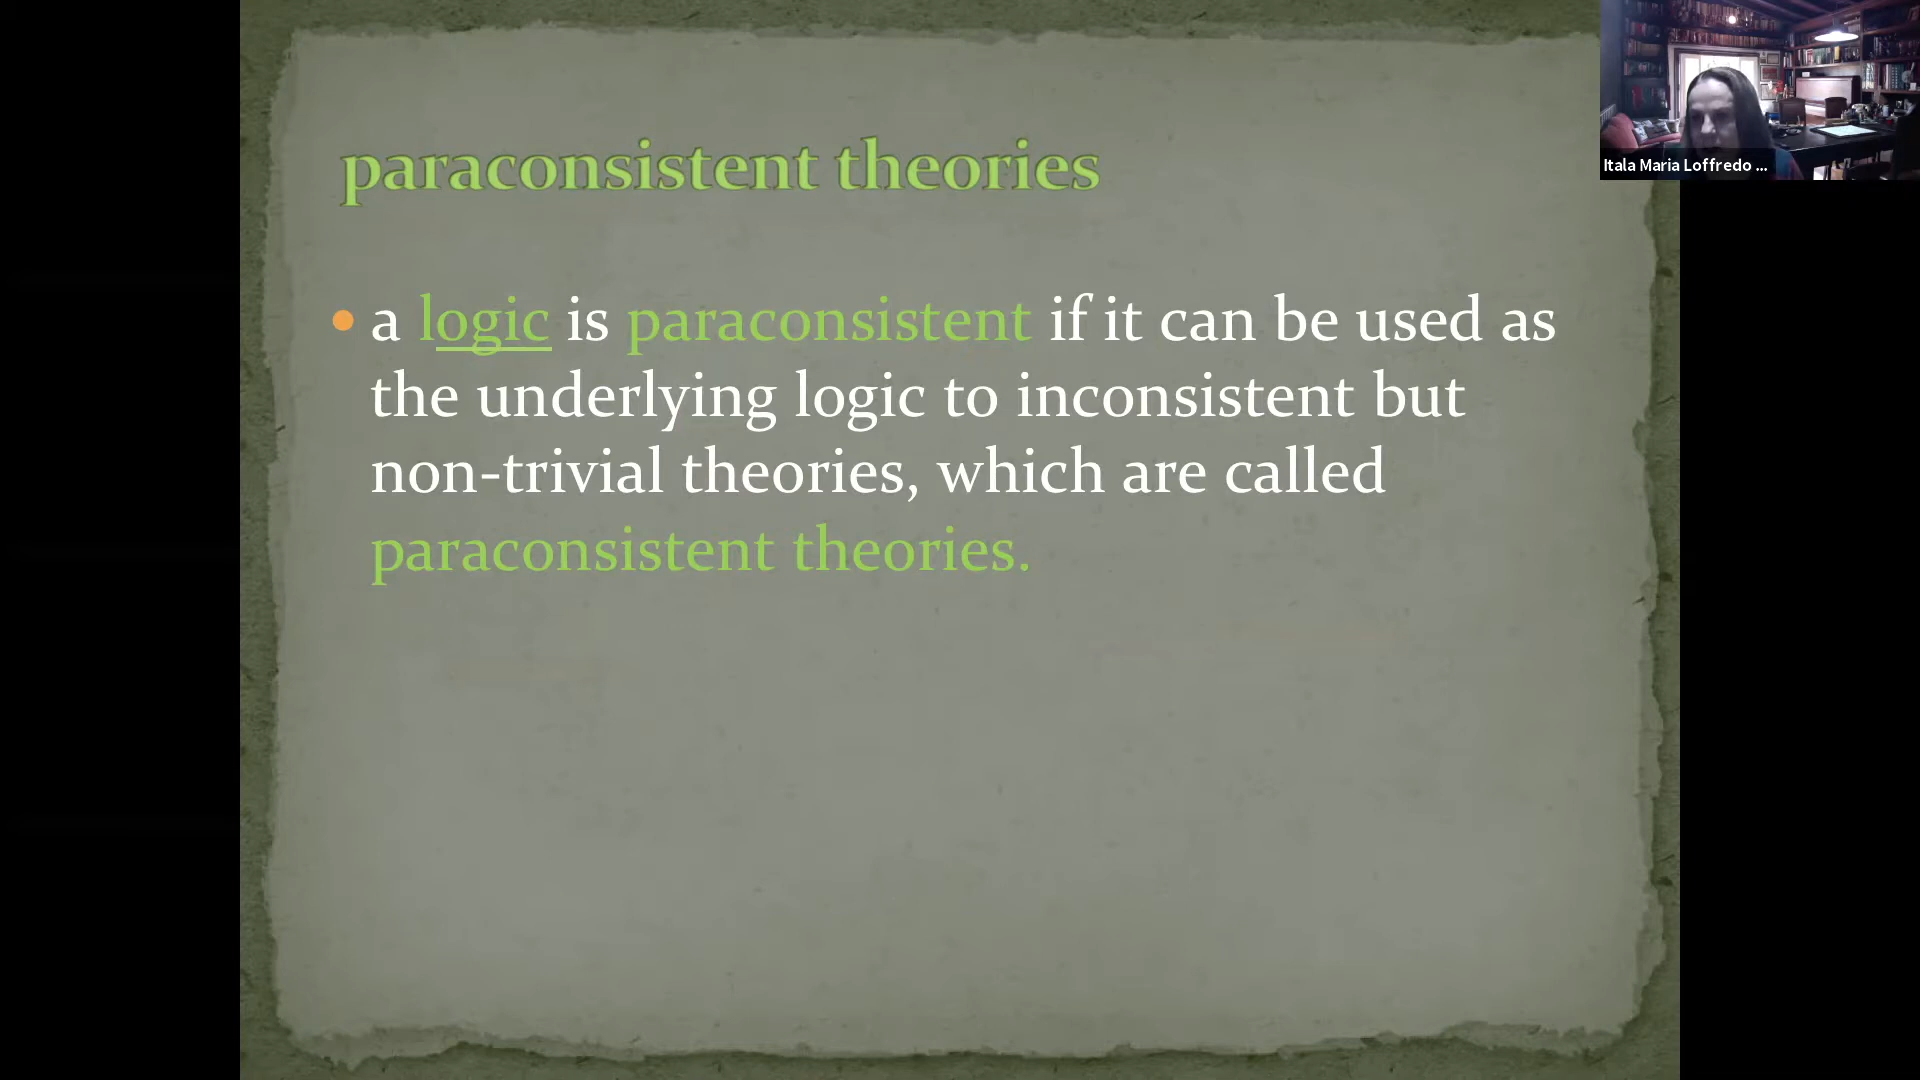 paraconsistent theories
a logic is paraconsistent if it can be used as
the underlying logic to inconsistent but
non-trivial theories, which are called
paraconsistent theories.
Itala Maria Loffredo ...